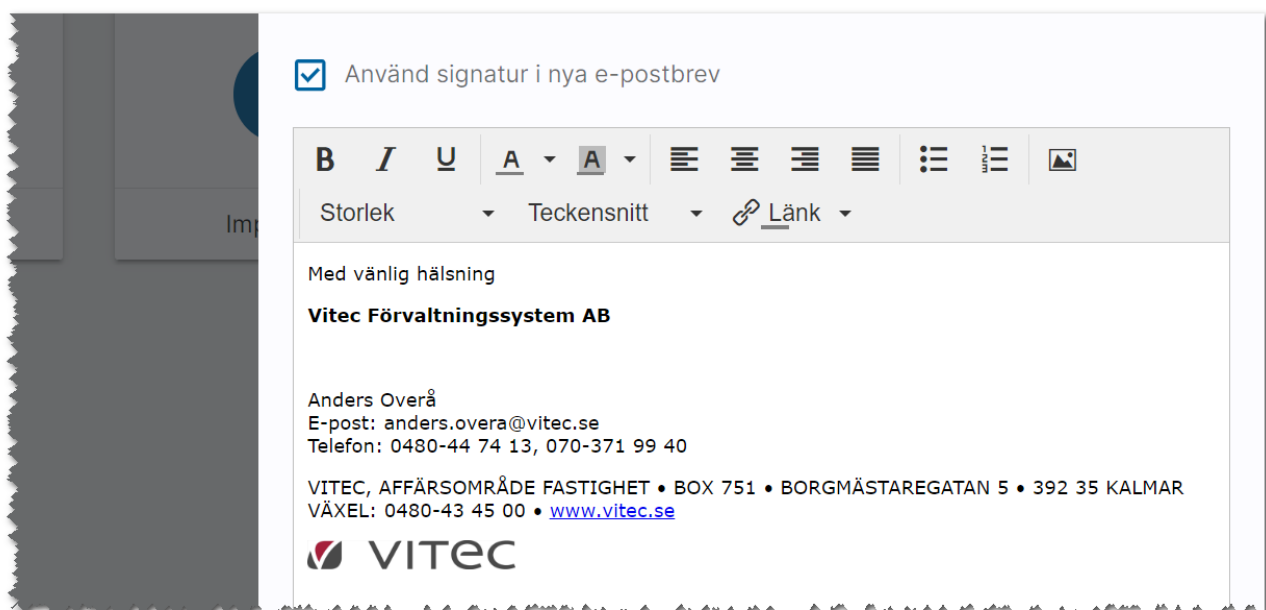 Använd signatur i nya e-postbrev
B I U A A
Storlek Teckensnitt Länk
Imp
Med vänlig hälsning
Vitec Förvaltningssystem AB
Anders Overå
E-post: anders.overa@vitec.se
Telefon: 0480-44 74 13, 070-371 99 40
VITEC, AFFÄRSOMRÅDE FASTIGHET • BOX 751 • BORGMÄSTAREGATAN 5 • 392 35 KALMAR
VÄXEL: 0480-43 45 00 • www.vitec.se
VITEC